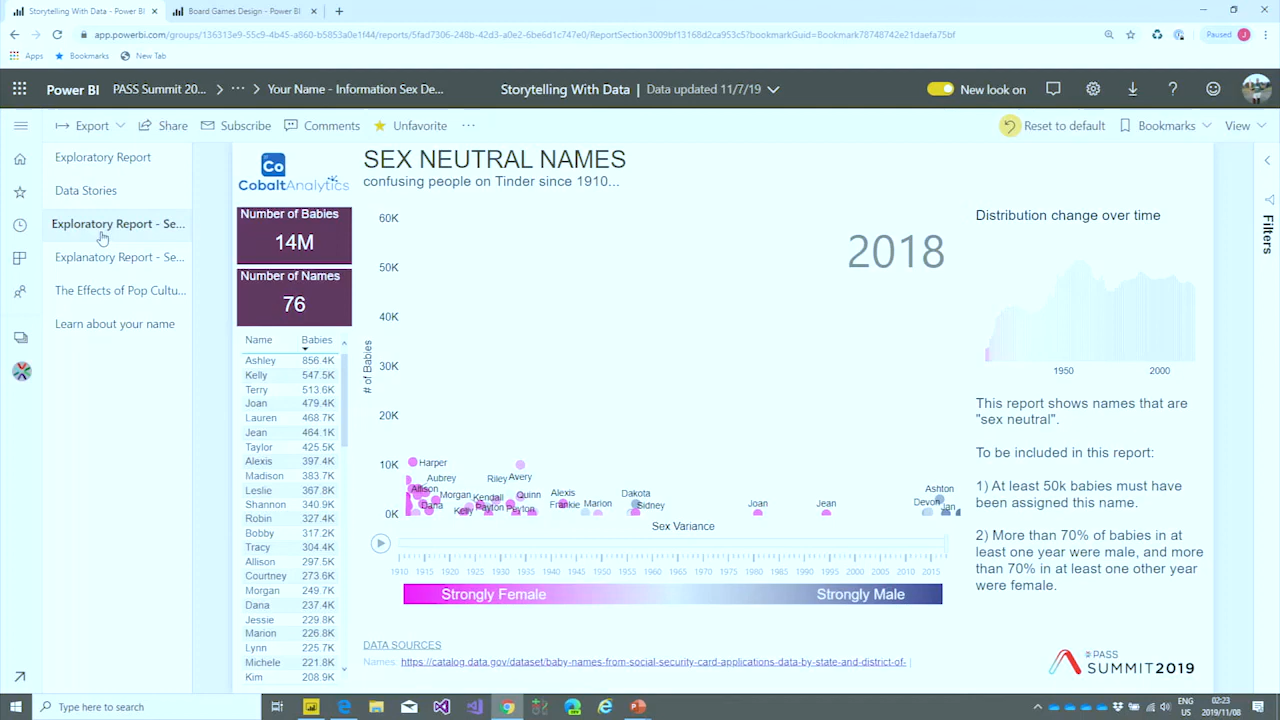 Storytelling With Data - Power BI
Board Games Design - Power BI
app.powerbi.com/groups/136313e9-55c9-4b45-a860-b5853a0e1f44/reports/5fad7306-248b-42d3-a0e2-6be6d1c747e0/ReportSection3009bf13168d2ca953c5?bookmarkGuid=Bookmark78748742e21daefa75bf
Paused J
Apps
Bookmarks
New Tab
Power BI
PASS Summit 20...
Your Name - Information Sex De...
Storytelling With Data
Data updated 11/7/19
New look on
Export
Share
Subscribe
Comments
Unfavorite
Reset to default
Bookmarks
View
Exploratory Report
Data Stories
Exploratory Report - Se...
Explanatory Report - Se...
The Effects of Pop Cultu...
Learn about your name
Co
CobaltAnalytics
SEX NEUTRAL NAMES
confusing people on Tinder since 1910...
Number of Babies
14M
Number of Names
76
Name Babies
Ashley 856.4K
Kelly 547.5K
Terry 513.6K
Joan 479.4K
Lauren 468.7K
Jean 464.1K
Taylor 425.5K
Alexis 397.4K
Madison 383.7K
Leslie 367.8K
Shannon 340.9K
Robin 327.4K
Bobby 317.2K
Tracy 304.4K
Allison 297.5K
Courtney 273.6K
Morgan 249.7K
Dana 237.4K
Jessie 229.8K
Marion 226.8K
Lynn 225.7K
Michele 221.8K
Kim 208.9K
2018
# of Babies
60K
50K
40K
30K
20K
10K
0K
Harper
Aubrey
Allison
Dana
Morgan
Kelly
Kendall
Payton
Riley
Avery
Quinn
Peyton
Alexis
Frankie
Marion
Dakota
Sidney
Joan
Jean
Ashton
Devon
Jan
Sex Variance
1910 1915 1920 1925 1930 1935 1940 1945 1950 1955 1960 1965 1970 1975 1980 1985 1990 1995 2000 2005 2010 2015
Strongly Female
Strongly Male
DATA SOURCES
Names: https://catalog.data.gov/dataset/baby-names-from-social-security-card-applications-data-by-state-and-district-of-
Distribution change over time
1950 2000
This report shows names that are
"sex neutral".
To be included in this report:
1) At least 50k babies must have
been assigned this name.
2) More than 70% of babies in at
least one year were male, and more
than 70% in at least one other year
were female.
PASS
SUMMIT2019
Filters
Type here to search
ENG
US
02:23
2019/11/08